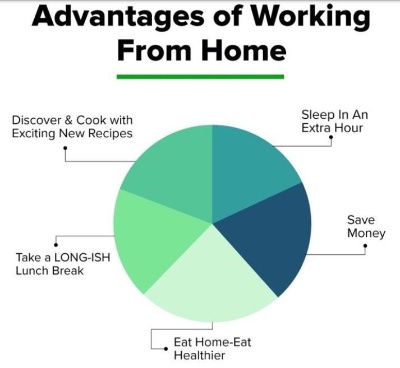 Advantages of Working
From Home
Discover & Cook with
Exciting New Recipes
Sleep In An
Extra Hour
Save
Money
Take a LONG-ISH
Lunch Break
Eat Home-Eat
Healthier